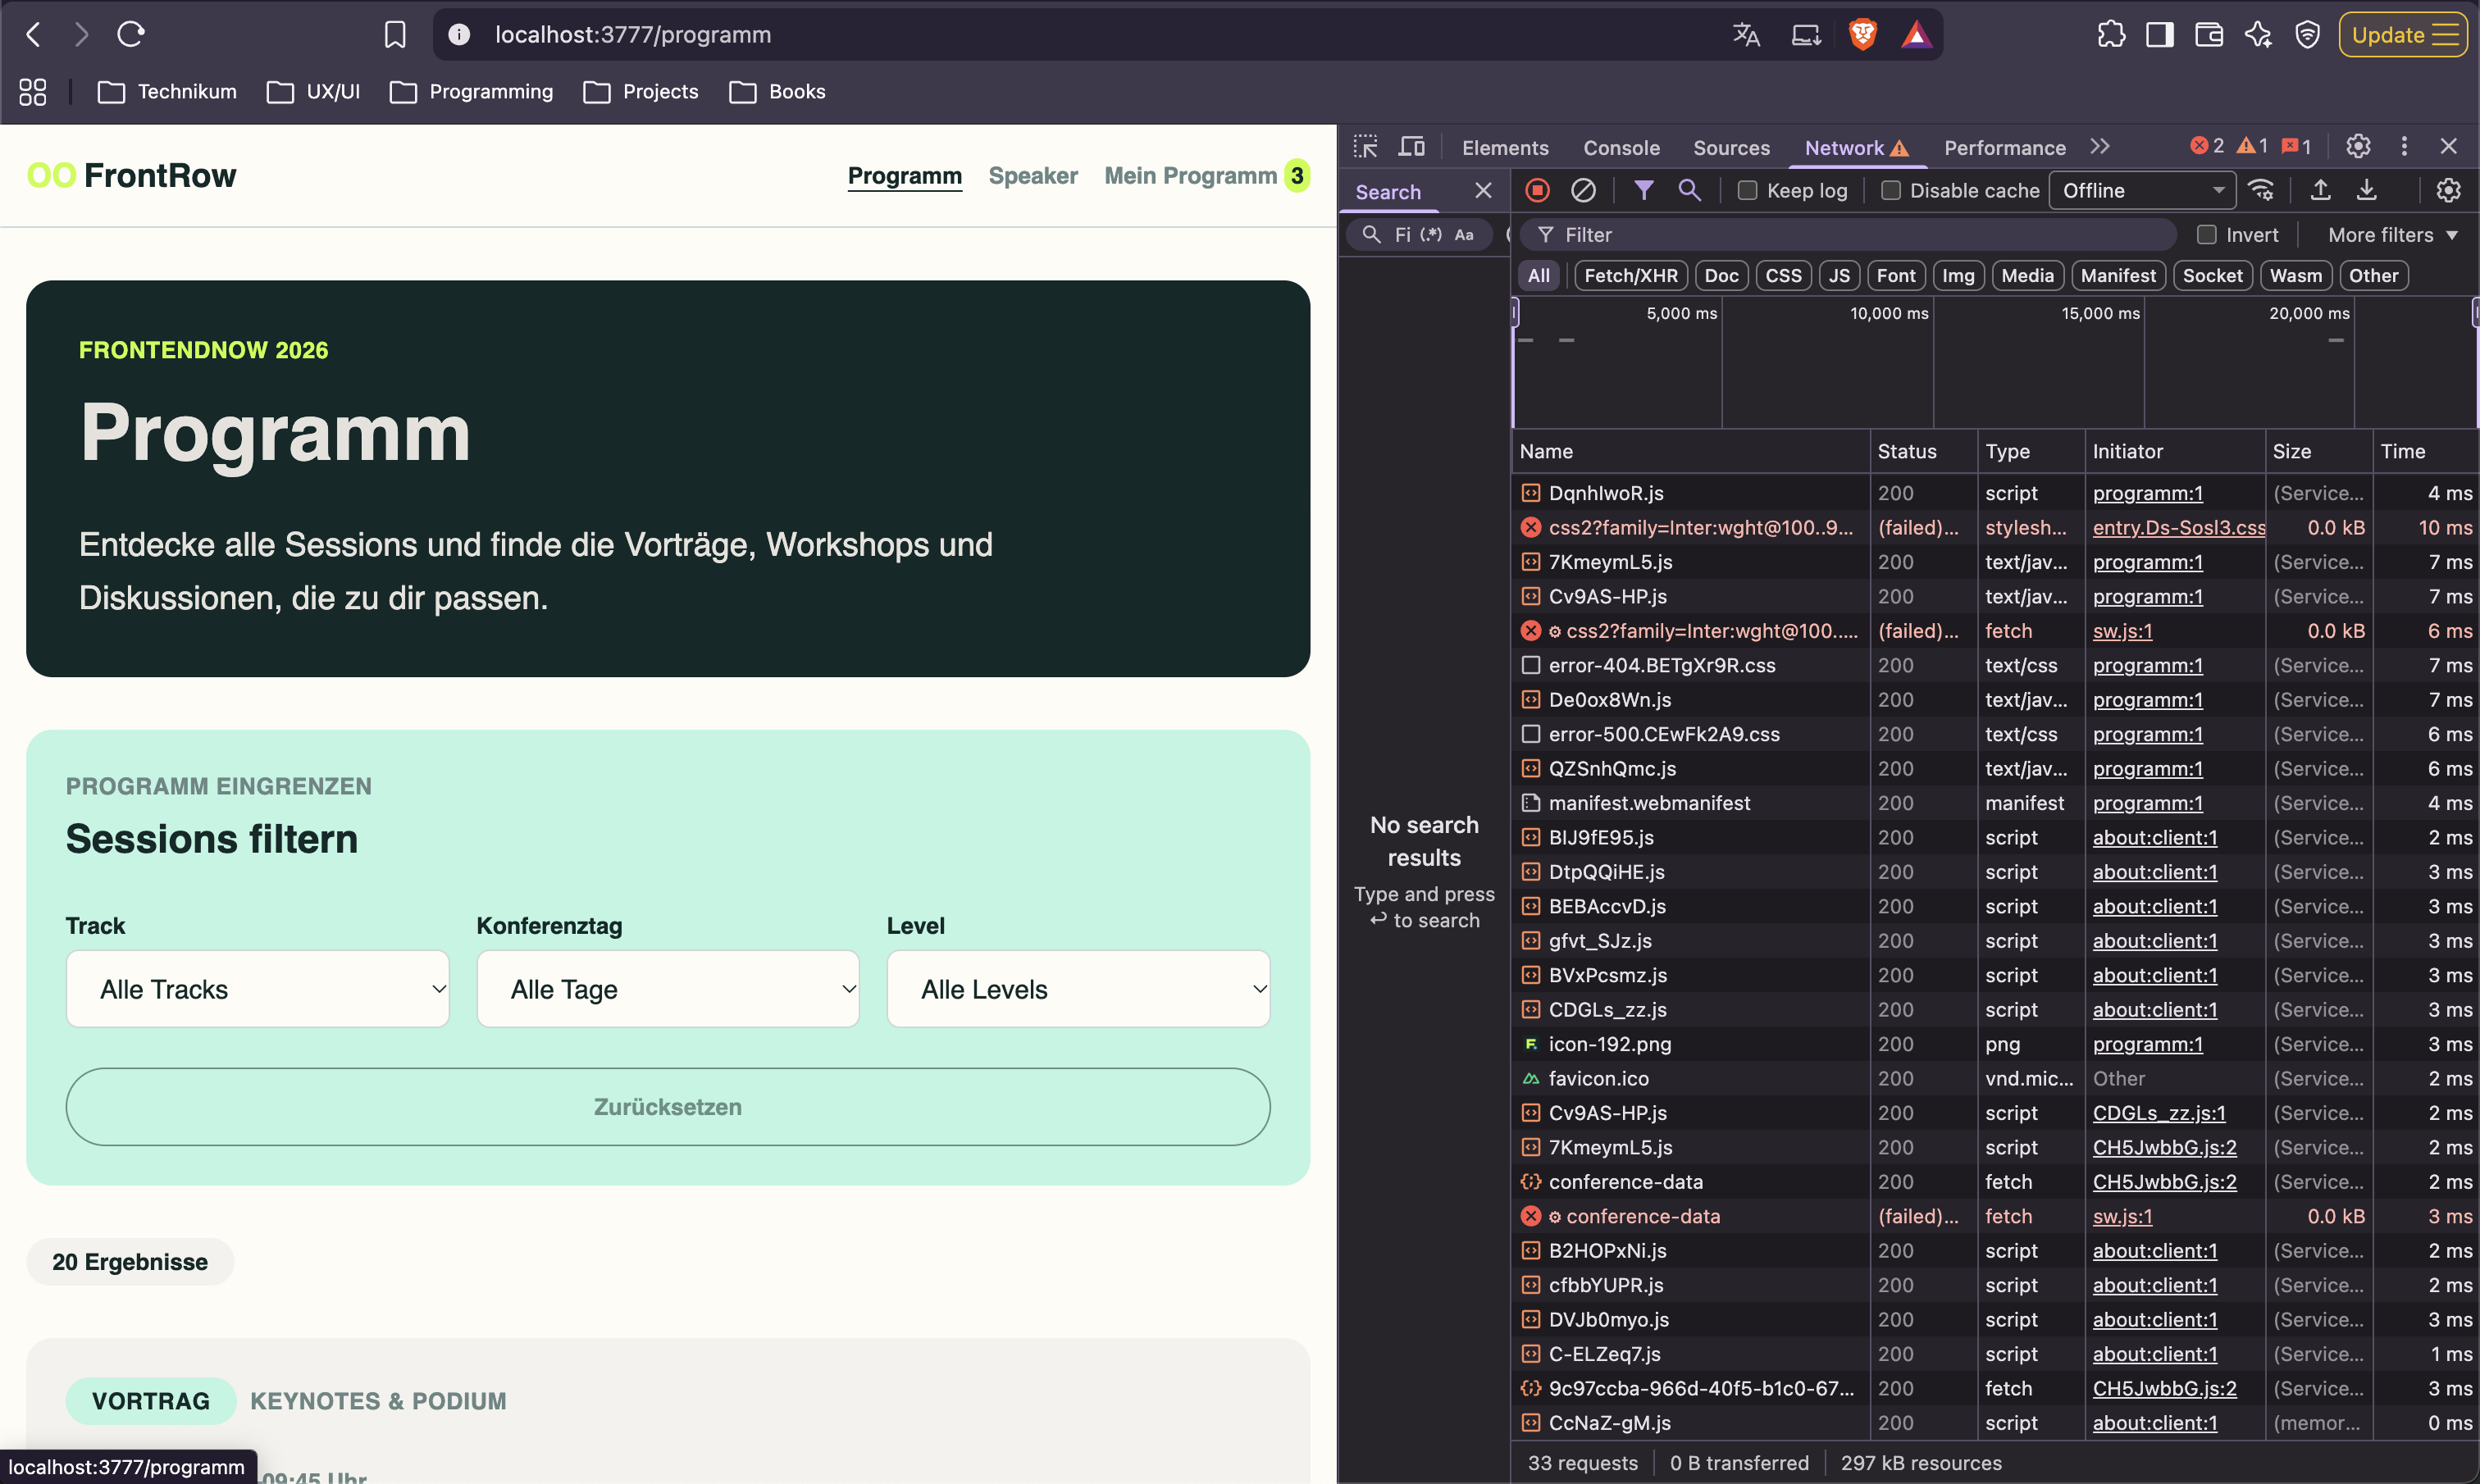 localhost:3777/programm
Update
Technikum
UX/UI
Programming
Projects
Books
FrontRow
Programm
Speaker
Mein Programm 3
FRONTENDNOW 2026
Programm
Entdecke alle Sessions und finde die Vorträge, Workshops und
Diskussionen, die zu dir passen.
PROGRAMM EINGRENZEN
Sessions filtern
Track
Konferenztag
Level
Alle Tracks
Alle Tage
Alle Levels
Zurücksetzen
20 Ergebnisse
VORTRAG KEYNOTES & PODIUM
-09:45 Uhr
localhost:3777/programm
Elements
Console
Sources
Network
Performance
2
1
1
Search
Keep log
Disable cache
Offline
Fi (.*) Aa
Filter
Invert
More filters
All
Fetch/XHR
Doc
CSS
JS
Font
Img
Media
Manifest
Socket
Wasm
Other
5,000 ms
10,000 ms
15,000 ms
20,000 ms
No search
results
Type and press
↩ to search
Name Status Type Initiator Size Time
DqnhIwoR.js 200 script programm:1 (Service... 4 ms
css2?family=Inter:wght@100..9... (failed)... stylesh... entry.Ds-Sosl3.css 0.0 kB 10 ms
7KmeymL5.js 200 text/jav... programm:1 (Service... 7 ms
Cv9AS-HP.js 200 text/jav... programm:1 (Service... 7 ms
css2?family=Inter:wght@100..... (failed)... fetch sw.js:1 0.0 kB 6 ms
error-404.BETgXr9R.css 200 text/css programm:1 (Service... 7 ms
De0ox8Wn.js 200 text/jav... programm:1 (Service... 7 ms
error-500.CEwFk2A9.css 200 text/css programm:1 (Service... 6 ms
QZSnhQmc.js 200 text/jav... programm:1 (Service... 6 ms
manifest.webmanifest 200 manifest programm:1 (Service... 4 ms
BIJ9fE95.js 200 script about:client:1 (Service... 2 ms
DtpQQiHE.js 200 script about:client:1 (Service... 3 ms
BEBAccvD.js 200 script about:client:1 (Service... 3 ms
gfvt_SJz.js 200 script about:client:1 (Service... 3 ms
BVxPcsmz.js 200 script about:client:1 (Service... 3 ms
CDGLs_zz.js 200 script about:client:1 (Service... 3 ms
icon-192.png 200 png programm:1 (Service... 3 ms
favicon.ico 200 vnd.mic... Other (Service... 2 ms
Cv9AS-HP.js 200 script CDGLs_zz.js:1 (Service... 2 ms
7KmeymL5.js 200 script CH5JwbbG.js:2 (Service... 2 ms
conference-data 200 fetch CH5JwbbG.js:2 (Service... 2 ms
conference-data (failed)... fetch sw.js:1 0.0 kB 3 ms
B2HOPxNi.js 200 script about:client:1 (Service... 2 ms
cfbbYUPR.js 200 script about:client:1 (Service... 2 ms
DVJb0myo.js 200 script about:client:1 (Service... 3 ms
C-ELZeq7.js 200 script about:client:1 (Service... 1 ms
9c97ccba-966d-40f5-b1c0-67... 200 fetch CH5JwbbG.js:2 (Service... 3 ms
CcNaZ-gM.js 200 script about:client:1 (memor... 0 ms
33 requests
0 B transferred
297 kB resources